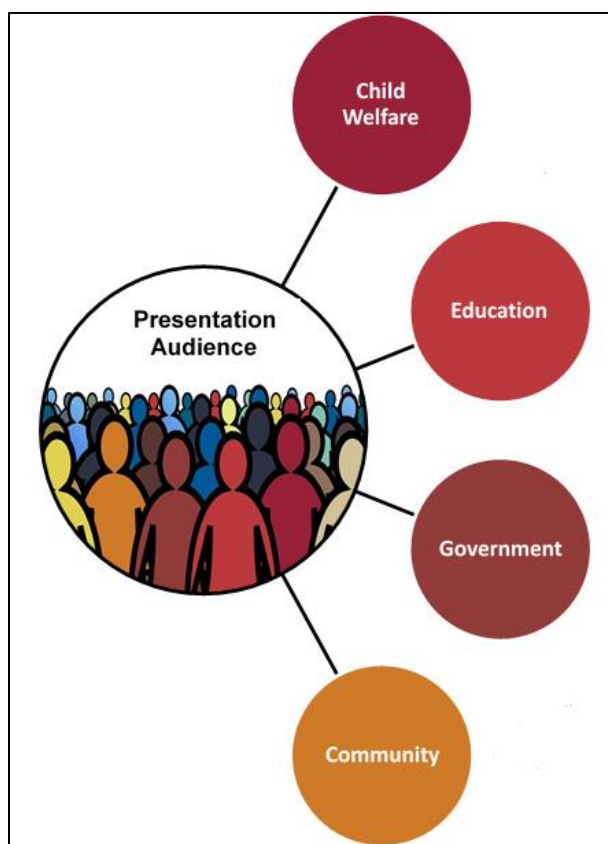 Child
Welfare
Education
Presentation
Audience
Government
Community